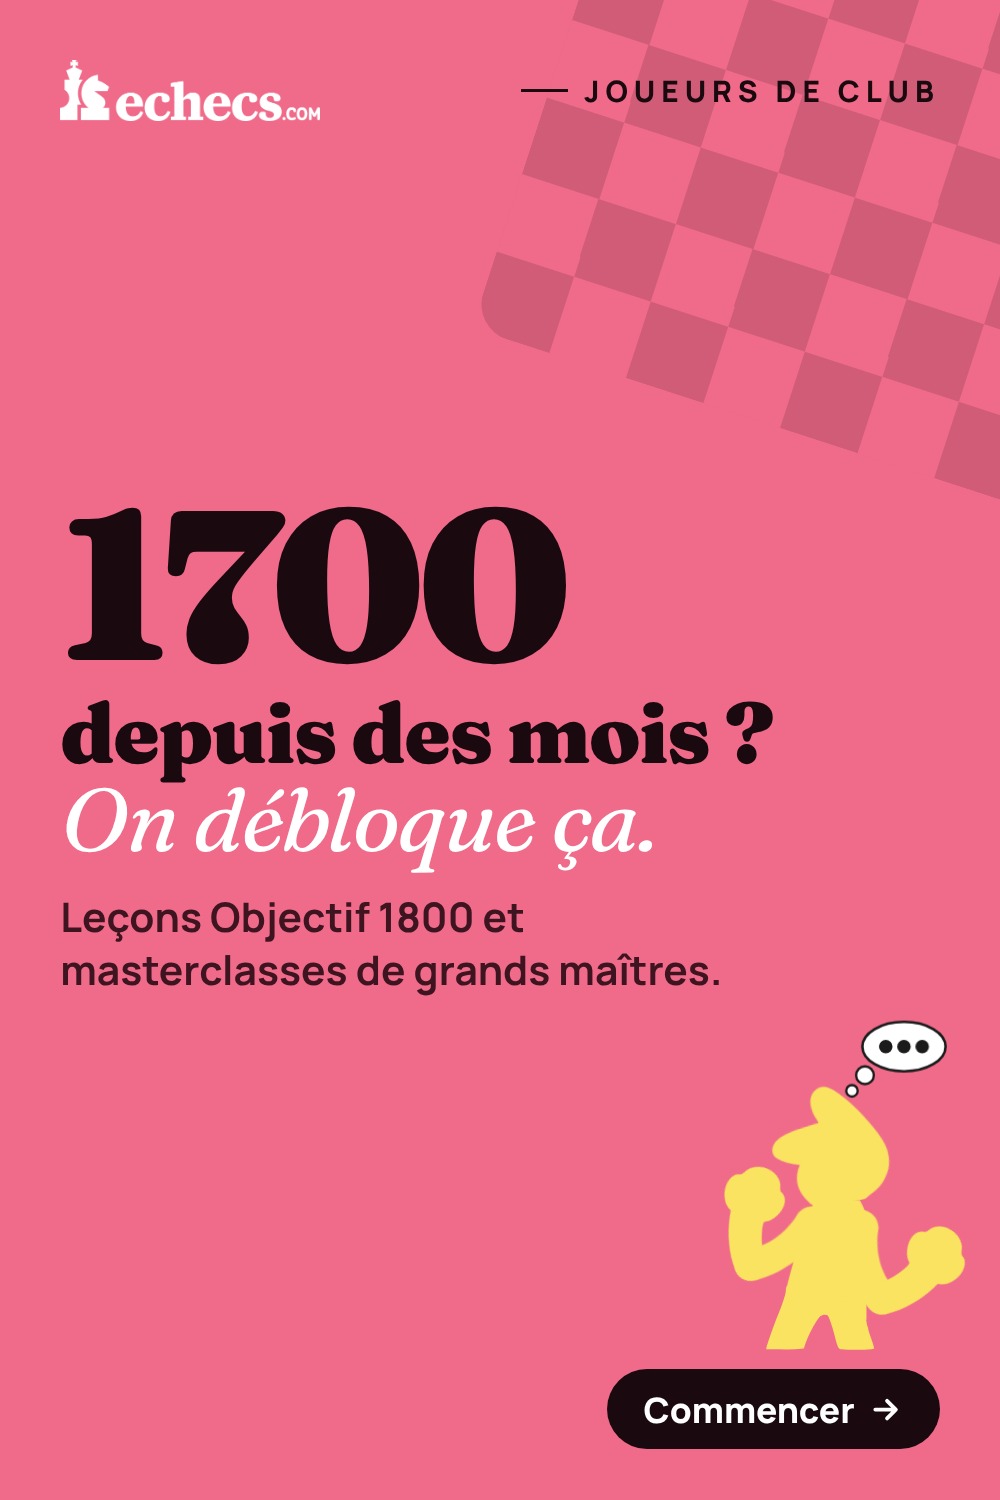 echecs.COM
JOUEURS DE CLUB
1700
depuis des mois ?
On débloque ça.
Leçons Objectif 1800 et
masterclasses de grands maîtres.
Commencer →